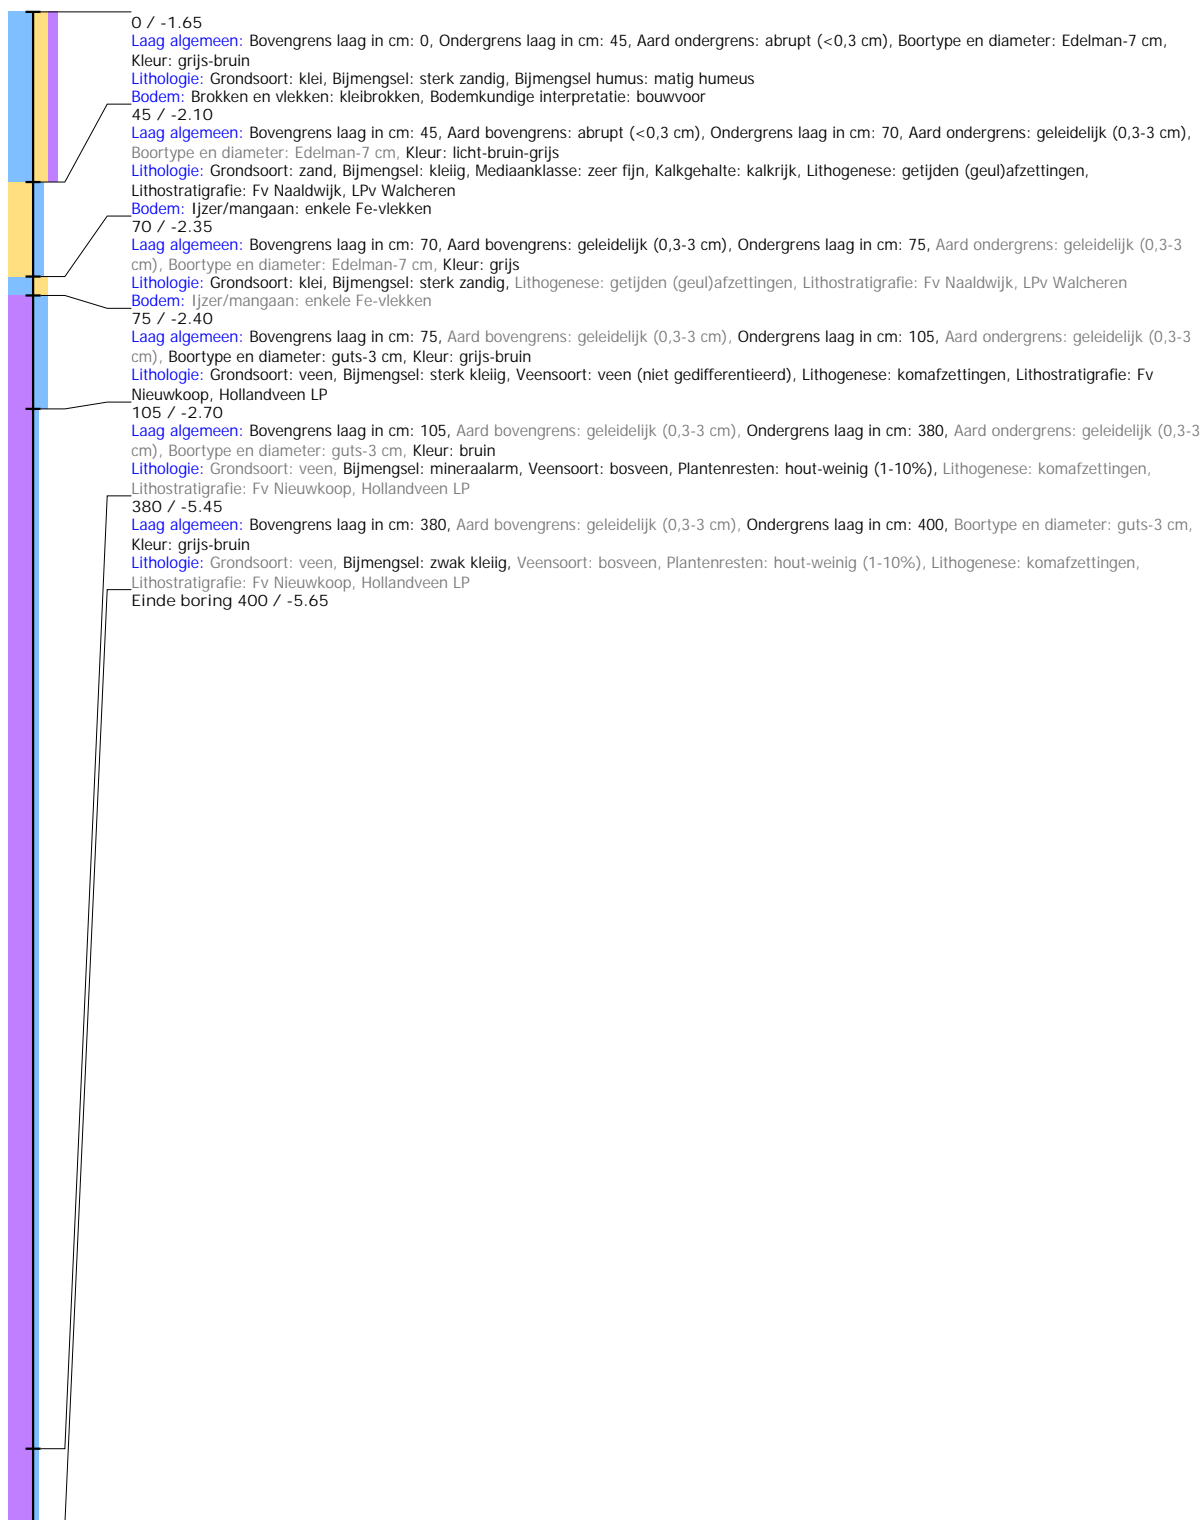 0 / -1.65
Laag algemeen: Bovengrens laag in cm: 0, Ondergrens laag in cm: 45, Aard ondergrens: abrupt (<0,3 cm), Boortype en diameter: Edelman-7 cm,
Kleur: grijs-bruin
Lithologie: Grondsoort: klei, Bijmengsel: sterk zandig, Bijmengsel humus: matig humeus
Bodem: Brokken en vlekken: kleibrokken, Bodemkundige interpretatie: bouwvoor
45 / -2.10
Laag algemeen: Bovengrens laag in cm: 45, Aard bovengrens: abrupt (<0,3 cm), Ondergrens laag in cm: 70, Aard ondergrens: geleidelijk (0,3-3 cm),
Boortype en diameter: Edelman-7 cm, Kleur: licht-bruin-grijs
Lithologie: Grondsoort: zand, Bijmengsel: kleiig, Mediaanklasse: zeer fijn, Kalkgehalte: kalkrijk, Lithogenese: getijden (geul)afzettingen,
Lithostratigrafie: Fv Naaldwijk, LPv Walcheren
Bodem: Ijzer/mangaan: enkele Fe-vlekken
70 / -2.35
Laag algemeen: Bovengrens laag in cm: 70, Aard bovengrens: geleidelijk (0,3-3 cm), Ondergrens laag in cm: 75, Aard ondergrens: geleidelijk (0,3-3
cm), Boortype en diameter: Edelman-7 cm, Kleur: grijs
Lithologie: Grondsoort: klei, Bijmengsel: sterk zandig, Lithogenese: getijden (geul)afzettingen, Lithostratigrafie: Fv Naaldwijk, LPv Walcheren
Bodem: Ijzer/mangaan: enkele Fe-vlekken
75 / -2.40
Laag algemeen: Bovengrens laag in cm: 75, Aard bovengrens: geleidelijk (0,3-3 cm), Ondergrens laag in cm: 105, Aard ondergrens: geleidelijk (0,3-3
cm), Boortype en diameter: guts-3 cm, Kleur: grijs-bruin
Lithologie: Grondsoort: veen, Bijmengsel: sterk kleiig, Veensoort: veen (niet gedifferentieerd), Lithogenese: komafzettingen, Lithostratigrafie: Fv
Nieuwkoop, Hollandveen LP
105 / -2.70
Laag algemeen: Bovengrens laag in cm: 105, Aard bovengrens: geleidelijk (0,3-3 cm), Ondergrens laag in cm: 380, Aard ondergrens: geleidelijk (0,3-3
cm), Boortype en diameter: guts-3 cm, Kleur: bruin
Lithologie: Grondsoort: veen, Bijmengsel: mineraalarm, Veensoort: bosveen, Plantenresten: hout-weinig (1-10%), Lithogenese: komafzettingen,
Lithostratigrafie: Fv Nieuwkoop, Hollandveen LP
380 / -5.45
Laag algemeen: Bovengrens laag in cm: 380, Aard bovengrens: geleidelijk (0,3-3 cm), Ondergrens laag in cm: 400, Boortype en diameter: guts-3 cm,
Kleur: grijs-bruin
Lithologie: Grondsoort: veen, Bijmengsel: zwak kleiig, Veensoort: bosveen, Plantenresten: hout-weinig (1-10%), Lithogenese: komafzettingen,
Lithostratigrafie: Fv Nieuwkoop, Hollandveen LP
Einde boring 400 / -5.65